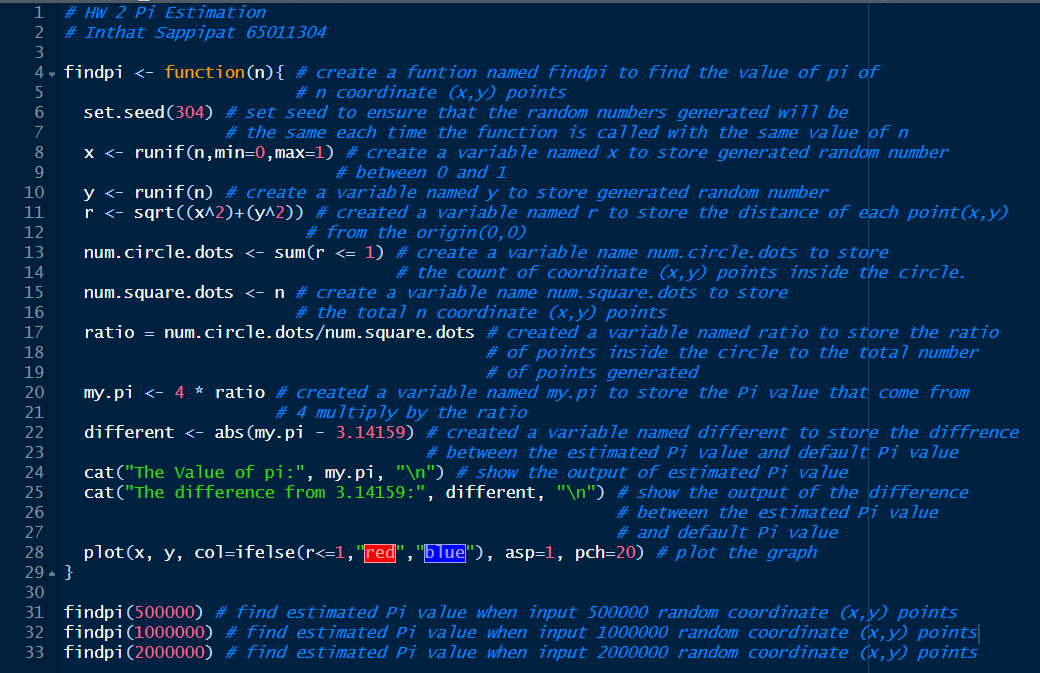 1 # HW 2 Pi Estimation
2 # Inthat Sappipat 65011304
3
4 findpi <- function(n){ # create a funtion named findpi to find the value of pi of
5 # n coordinate (x,y) points
6 set.seed(304) # set seed to ensure that the random numbers generated will be
7 # the same each time the function is called with the same value of n
8 x <- runif(n,min=0,max=1) # create a variable named x to store generated random number
9 # between 0 and 1
10 y <- runif(n) # create a variable named y to store generated random number
11 r <- sqrt((x^2)+(y^2)) # created a variable named r to store the distance of each point(x,y)
12 # from the origin(0,0)
13 num.circle.dots <- sum(r <= 1) # create a variable name num.circle.dots to store
14 # the count of coordinate (x,y) points inside the circle.
15 num.square.dots <- n # create a variable name num.square.dots to store
16 # the total n coordinate (x,y) points
17 ratio = num.circle.dots/num.square.dots # created a variable named ratio to store the ratio
18 # of points inside the circle to the total number
19 # of points generated
20 my.pi <- 4 * ratio # created a variable named my.pi to store the Pi value that come from
21 # 4 multiply by the ratio
22 different <- abs(my.pi - 3.14159) # created a variable named different to store the diffrence
23 # between the estimated Pi value and default Pi value
24 cat("The Value of pi:", my.pi, "\n") # show the output of estimated Pi value
25 cat("The difference from 3.14159:", different, "\n") # show the output of the difference
26 # between the estimated Pi value
27 # and default Pi value
28 plot(x, y, col=ifelse(r<=1,"red","blue"), asp=1, pch=20) # plot the graph
29 }
30
31 findpi(500000) # find estimated Pi value when input 500000 random coordinate (x,y) points
32 findpi(1000000) # find estimated Pi value when input 1000000 random coordinate (x,y) points
33 findpi(2000000) # find estimated Pi value when input 2000000 random coordinate (x,y) points